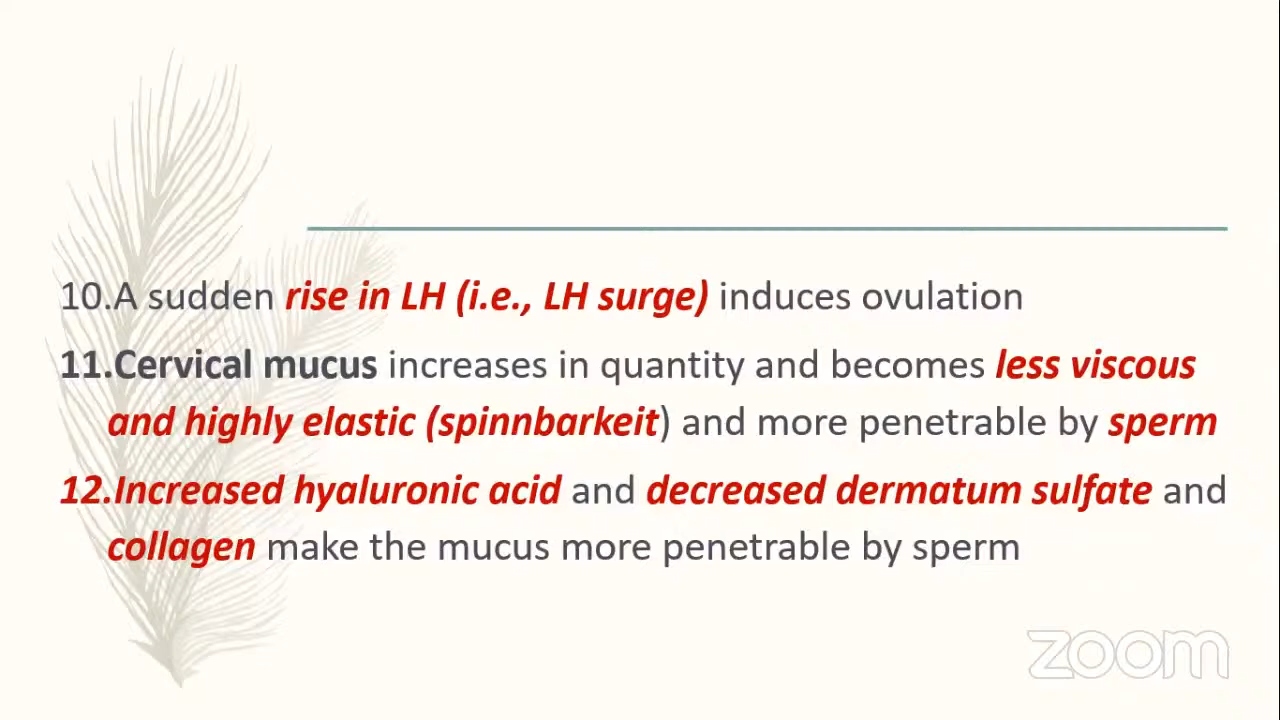 10.A sudden rise in LH (i.e., LH surge) induces ovulation
11.Cervical mucus increases in quantity and becomes less viscous
and highly elastic (spinnbarkeit) and more penetrable by sperm
12.Increased hyaluronic acid and decreased dermatum sulfate and
collagen make the mucus more penetrable by sperm
zoom